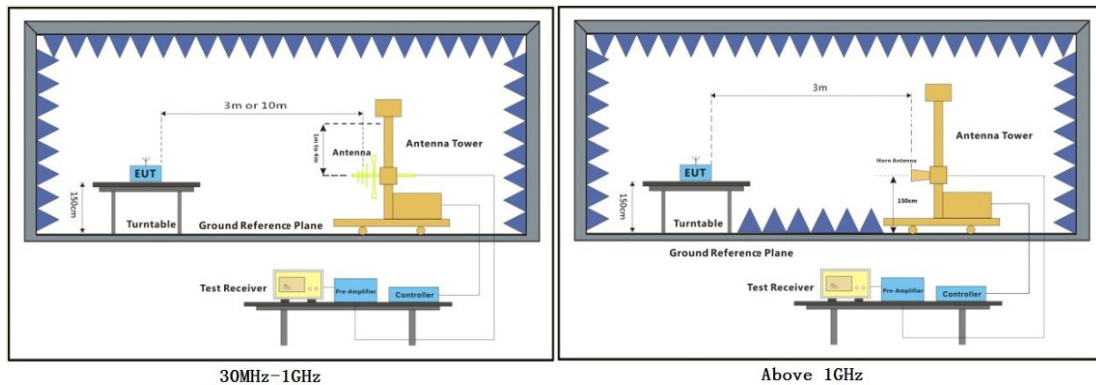 3m or 10m
1m to 4m
Antenna
Antenna Tower
EUT
150cm
Turntable
Ground Reference Plane
Test Receiver
Pre-Amplifier
Controller
30MHz-1GHz
3m
Antenna Tower
Horn Antenna
EUT
150cm
150cm
Turntable
Ground Reference Plane
Test Receiver
Pre-Amplifier
Controller
Above 1GHz